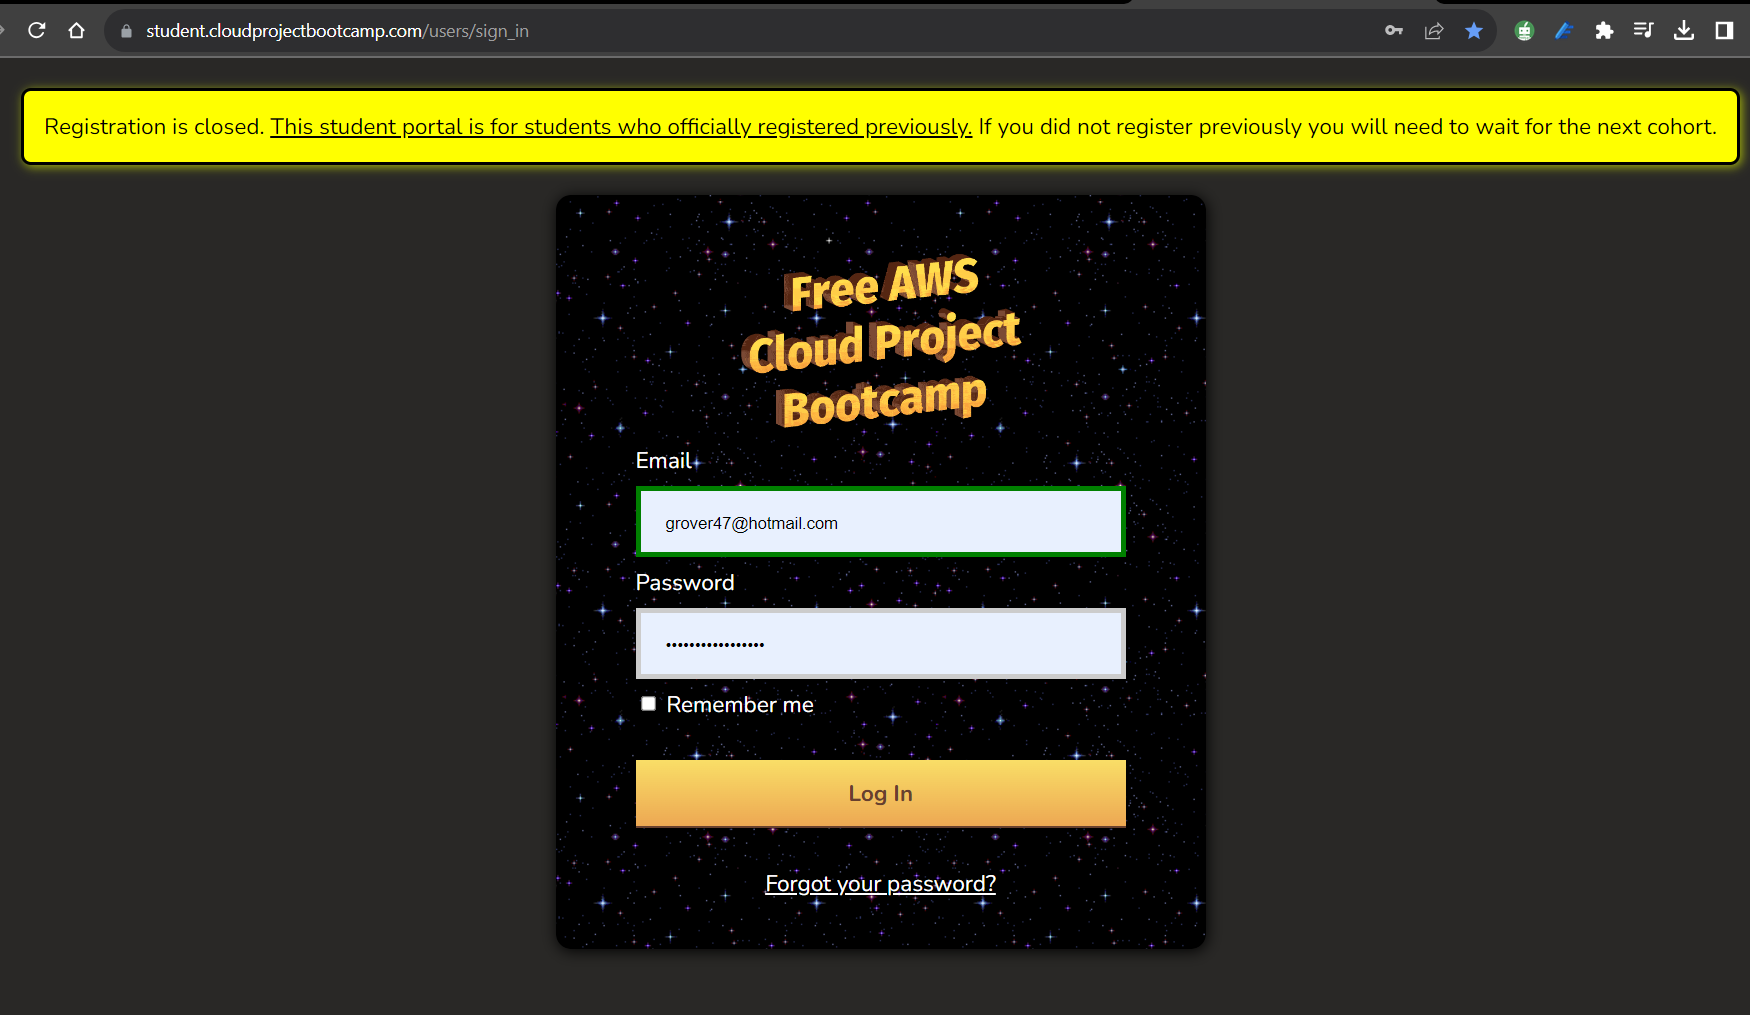 student.cloudprojectbootcamp.com/users/sign_in
Registration is closed. This student portal is for students who officially registered previously. If you did not register previously you will need to wait for the next cohort.
Free AWS
Cloud Project
Bootcamp
Email
grover47@hotmail.com
Password
•••••••••••••••••
Remember me
Log In
Forgot your password?